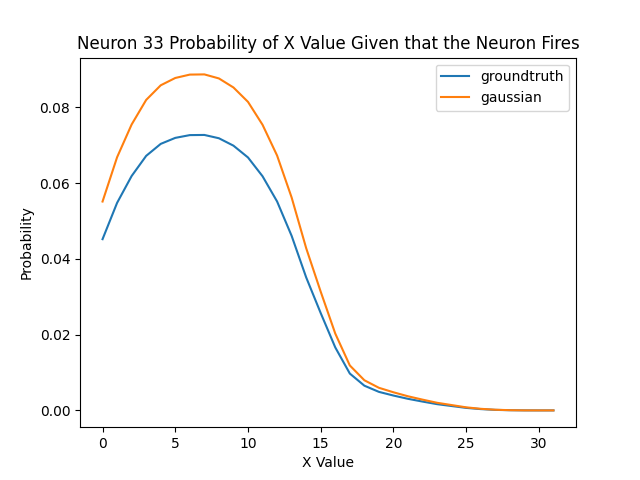 Neuron 33 Probability of X Value Given that the Neuron Fires
groundtruth
gaussian
Probability
0.08
0.06
0.04
0.02
0.00
0 5 10 15 20 25 30
X Value